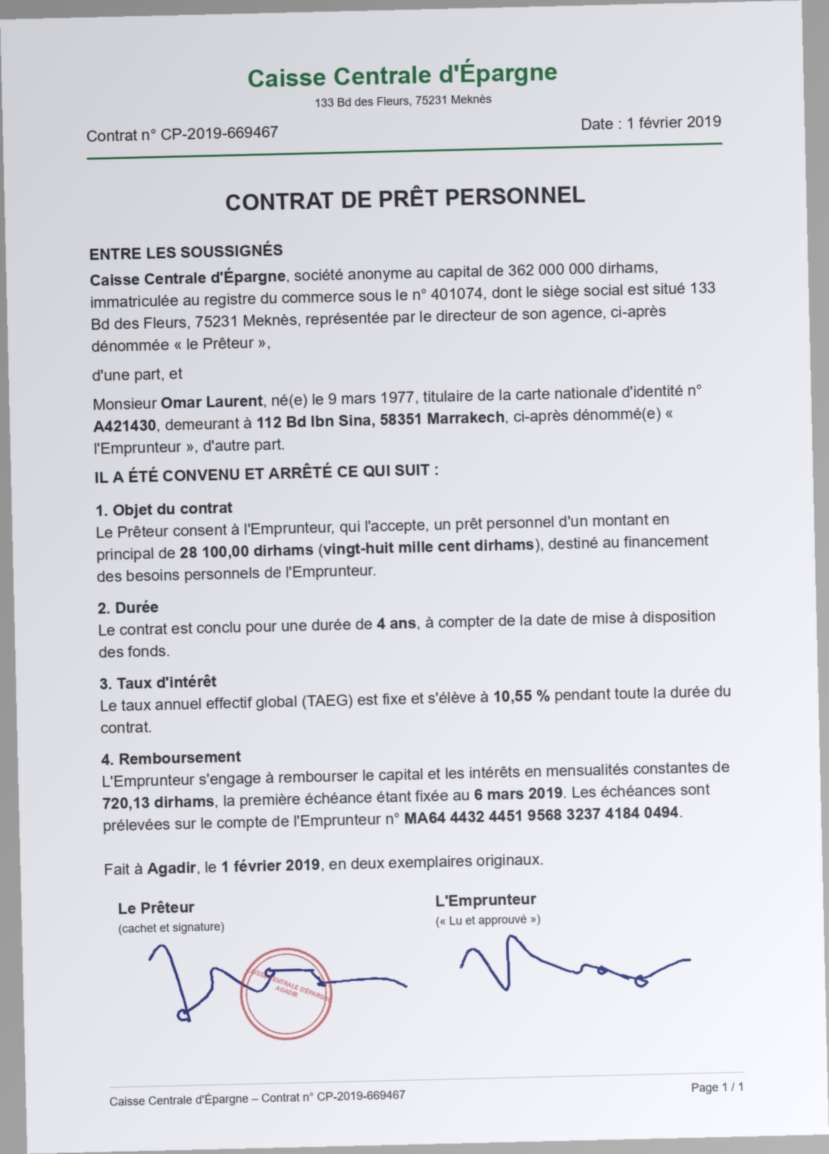 Caisse Centrale d'Épargne
133 Bd des Fleurs, 75231 Meknès
Contrat n° CP-2019-669467
Date : 1 février 2019
CONTRAT DE PRÊT PERSONNEL
ENTRE LES SOUSSIGNÉS
Caisse Centrale d'Épargne, société anonyme au capital de 362 000 000 dirhams,
immatriculée au registre du commerce sous le n° 401074, dont le siège social est situé 133
Bd des Fleurs, 75231 Meknès, représentée par le directeur de son agence, ci-après
dénommée « le Prêteur »,
d'une part, et
Monsieur Omar Laurent, né(e) le 9 mars 1977, titulaire de la carte nationale d'identité n°
A421430, demeurant à 112 Bd Ibn Sina, 58351 Marrakech, ci-après dénommé(e) «
l'Emprunteur », d'autre part.
IL A ÉTÉ CONVENU ET ARRÊTÉ CE QUI SUIT :
1. Objet du contrat
Le Prêteur consent à l'Emprunteur, qui l'accepte, un prêt personnel d'un montant en
principal de 28 100,00 dirhams (vingt-huit mille cent dirhams), destiné au financement
des besoins personnels de l'Emprunteur.
2. Durée
Le contrat est conclu pour une durée de 4 ans, à compter de la date de mise à disposition
des fonds.
3. Taux d'intérêt
Le taux annuel effectif global (TAEG) est fixe et s'élève à 10,55 % pendant toute la durée du
contrat.
4. Remboursement
L'Emprunteur s'engage à rembourser le capital et les intérêts en mensualités constantes de
720,13 dirhams, la première échéance étant fixée au 6 mars 2019. Les échéances sont
prélevées sur le compte de l'Emprunteur n° MA64 4432 4451 9568 3237 4184 0494.
Fait à Agadir, le 1 février 2019, en deux exemplaires originaux.
Le Prêteur
(cachet et signature)
L'Emprunteur
(« Lu et approuvé »)
CENTRALE D'ÉPARGNE
AGADIR
Caisse Centrale d'Épargne – Contrat n° CP-2019-669467
Page 1 / 1